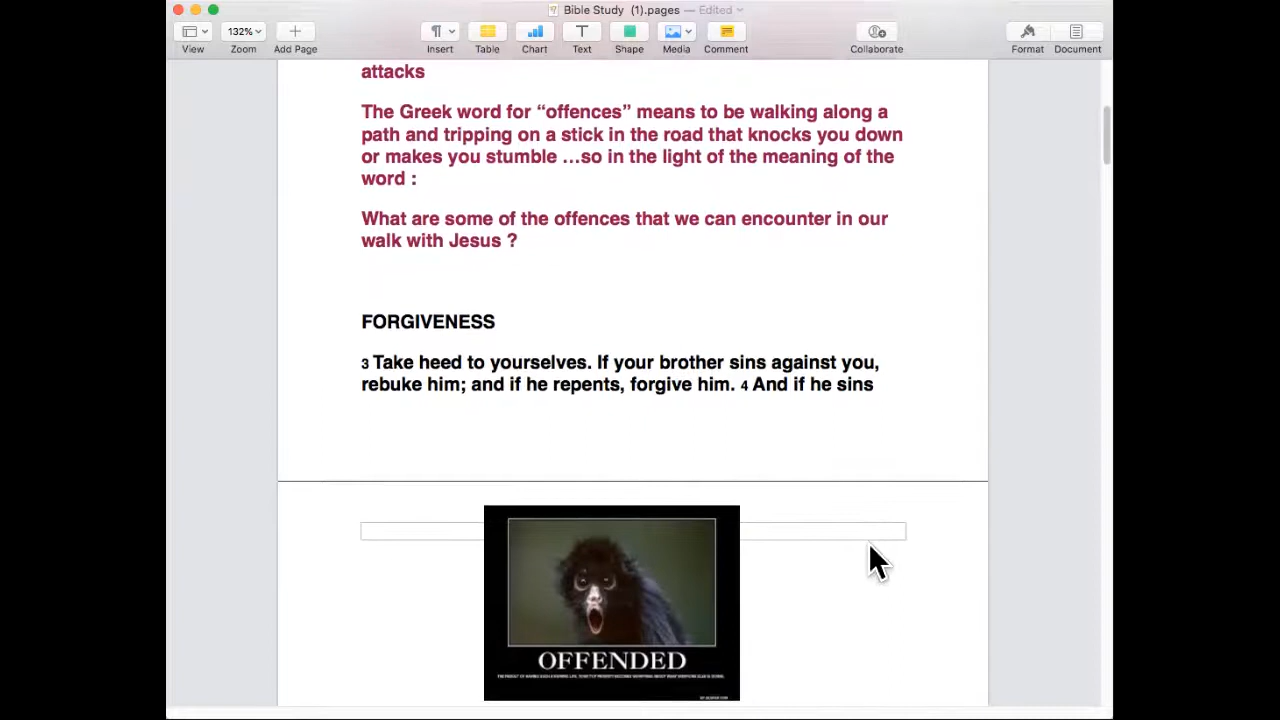 Bible Study (1).pages — Edited
132%
View Zoom Add Page Insert Table Chart Text Shape Media Comment Collaborate Format Document
attacks
The Greek word for “offences” means to be walking along a
path and tripping on a stick in the road that knocks you down
or makes you stumble …so in the light of the meaning of the
word :
What are some of the offences that we can encounter in our
walk with Jesus ?
FORGIVENESS
3 Take heed to yourselves. If your brother sins against you,
rebuke him; and if he repents, forgive him. 4 And if he sins
OFFENDED